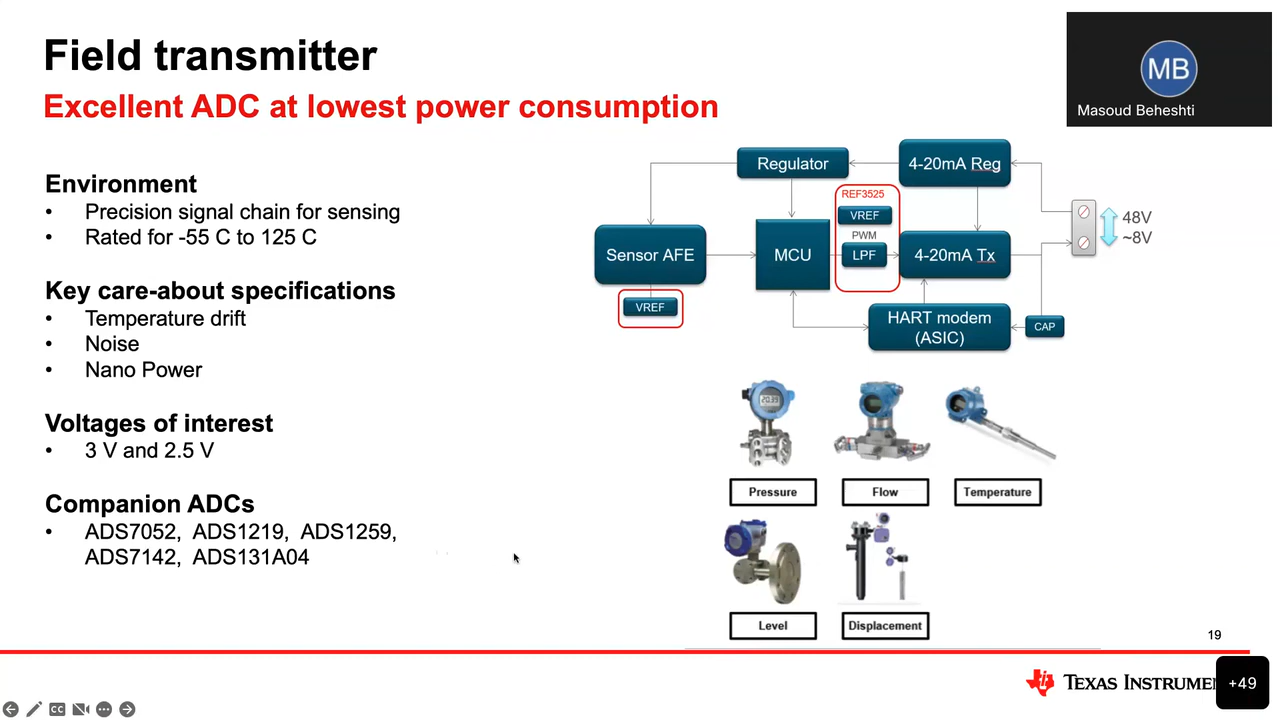 Field transmitter
Excellent ADC at lowest power consumption
MB
Masoud Beheshti
Environment
• Precision signal chain for sensing
• Rated for -55 C to 125 C
Key care-about specifications
• Temperature drift
• Noise
• Nano Power
Voltages of interest
• 3 V and 2.5 V
Companion ADCs
• ADS7052, ADS1219, ADS1259,
ADS7142, ADS131A04
Regulator
4-20mA Reg
REF3525
VREF
PWM
LPF
Sensor AFE
MCU
4-20mA Tx
48V
~8V
VREF
HART modem
(ASIC)
CAP
Pressure
Flow
Temperature
Level
Displacement
19
TEXAS INSTRUME
+49
CC